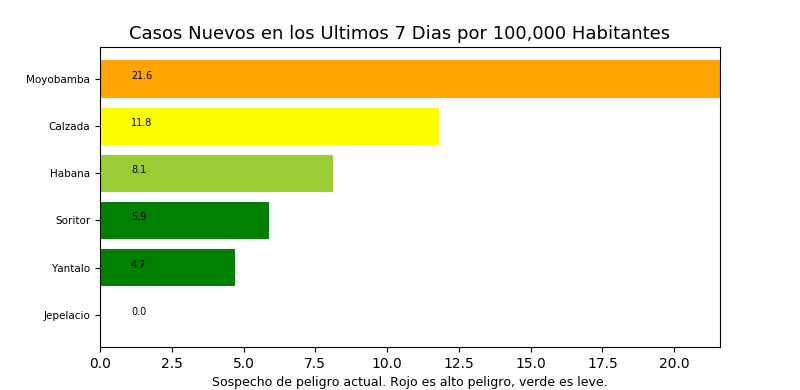 Casos Nuevos en los Ultimos 7 Dias por 100,000 Habitantes
Moyobamba 21.6
Calzada 11.8
Habana 8.1
Soritor 5.9
Yantalo 4.7
Jepelacio 0.0
0.0 2.5 5.0 7.5 10.0 12.5 15.0 17.5 20.0
Sospecho de peligro actual. Rojo es alto peligro, verde es leve.